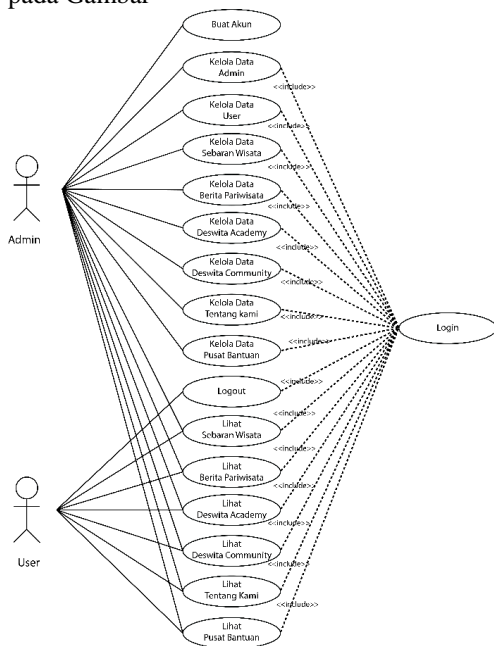 pada Gambar
Buat Akun
Kelola Data
Admin
<<include>>
Kelola Data
User
<<include>>
Kelola Data
Sebaran Wisata
<<include>>
Kelola Data
Berita Pariwisata
<<include>>
Admin
Kelola Data
Deswita Academy
<<include>>
Kelola Data
Deswita Community
<<include>>
Kelola Data
Tentang kami
<<include>>
Login
Kelola Data
Pusat Bantuan
<<include>>
Logout
<<include>>
Lihat
Sebaran Wisata
<<include>>
Lihat
Berita Pariwisata
<<include>>
Lihat
Deswita Academy
<<include>>
User
Lihat
Deswita Community
<<include>>
Lihat
Tentang Kami
<<include>>
Lihat
Pusat Bantuan